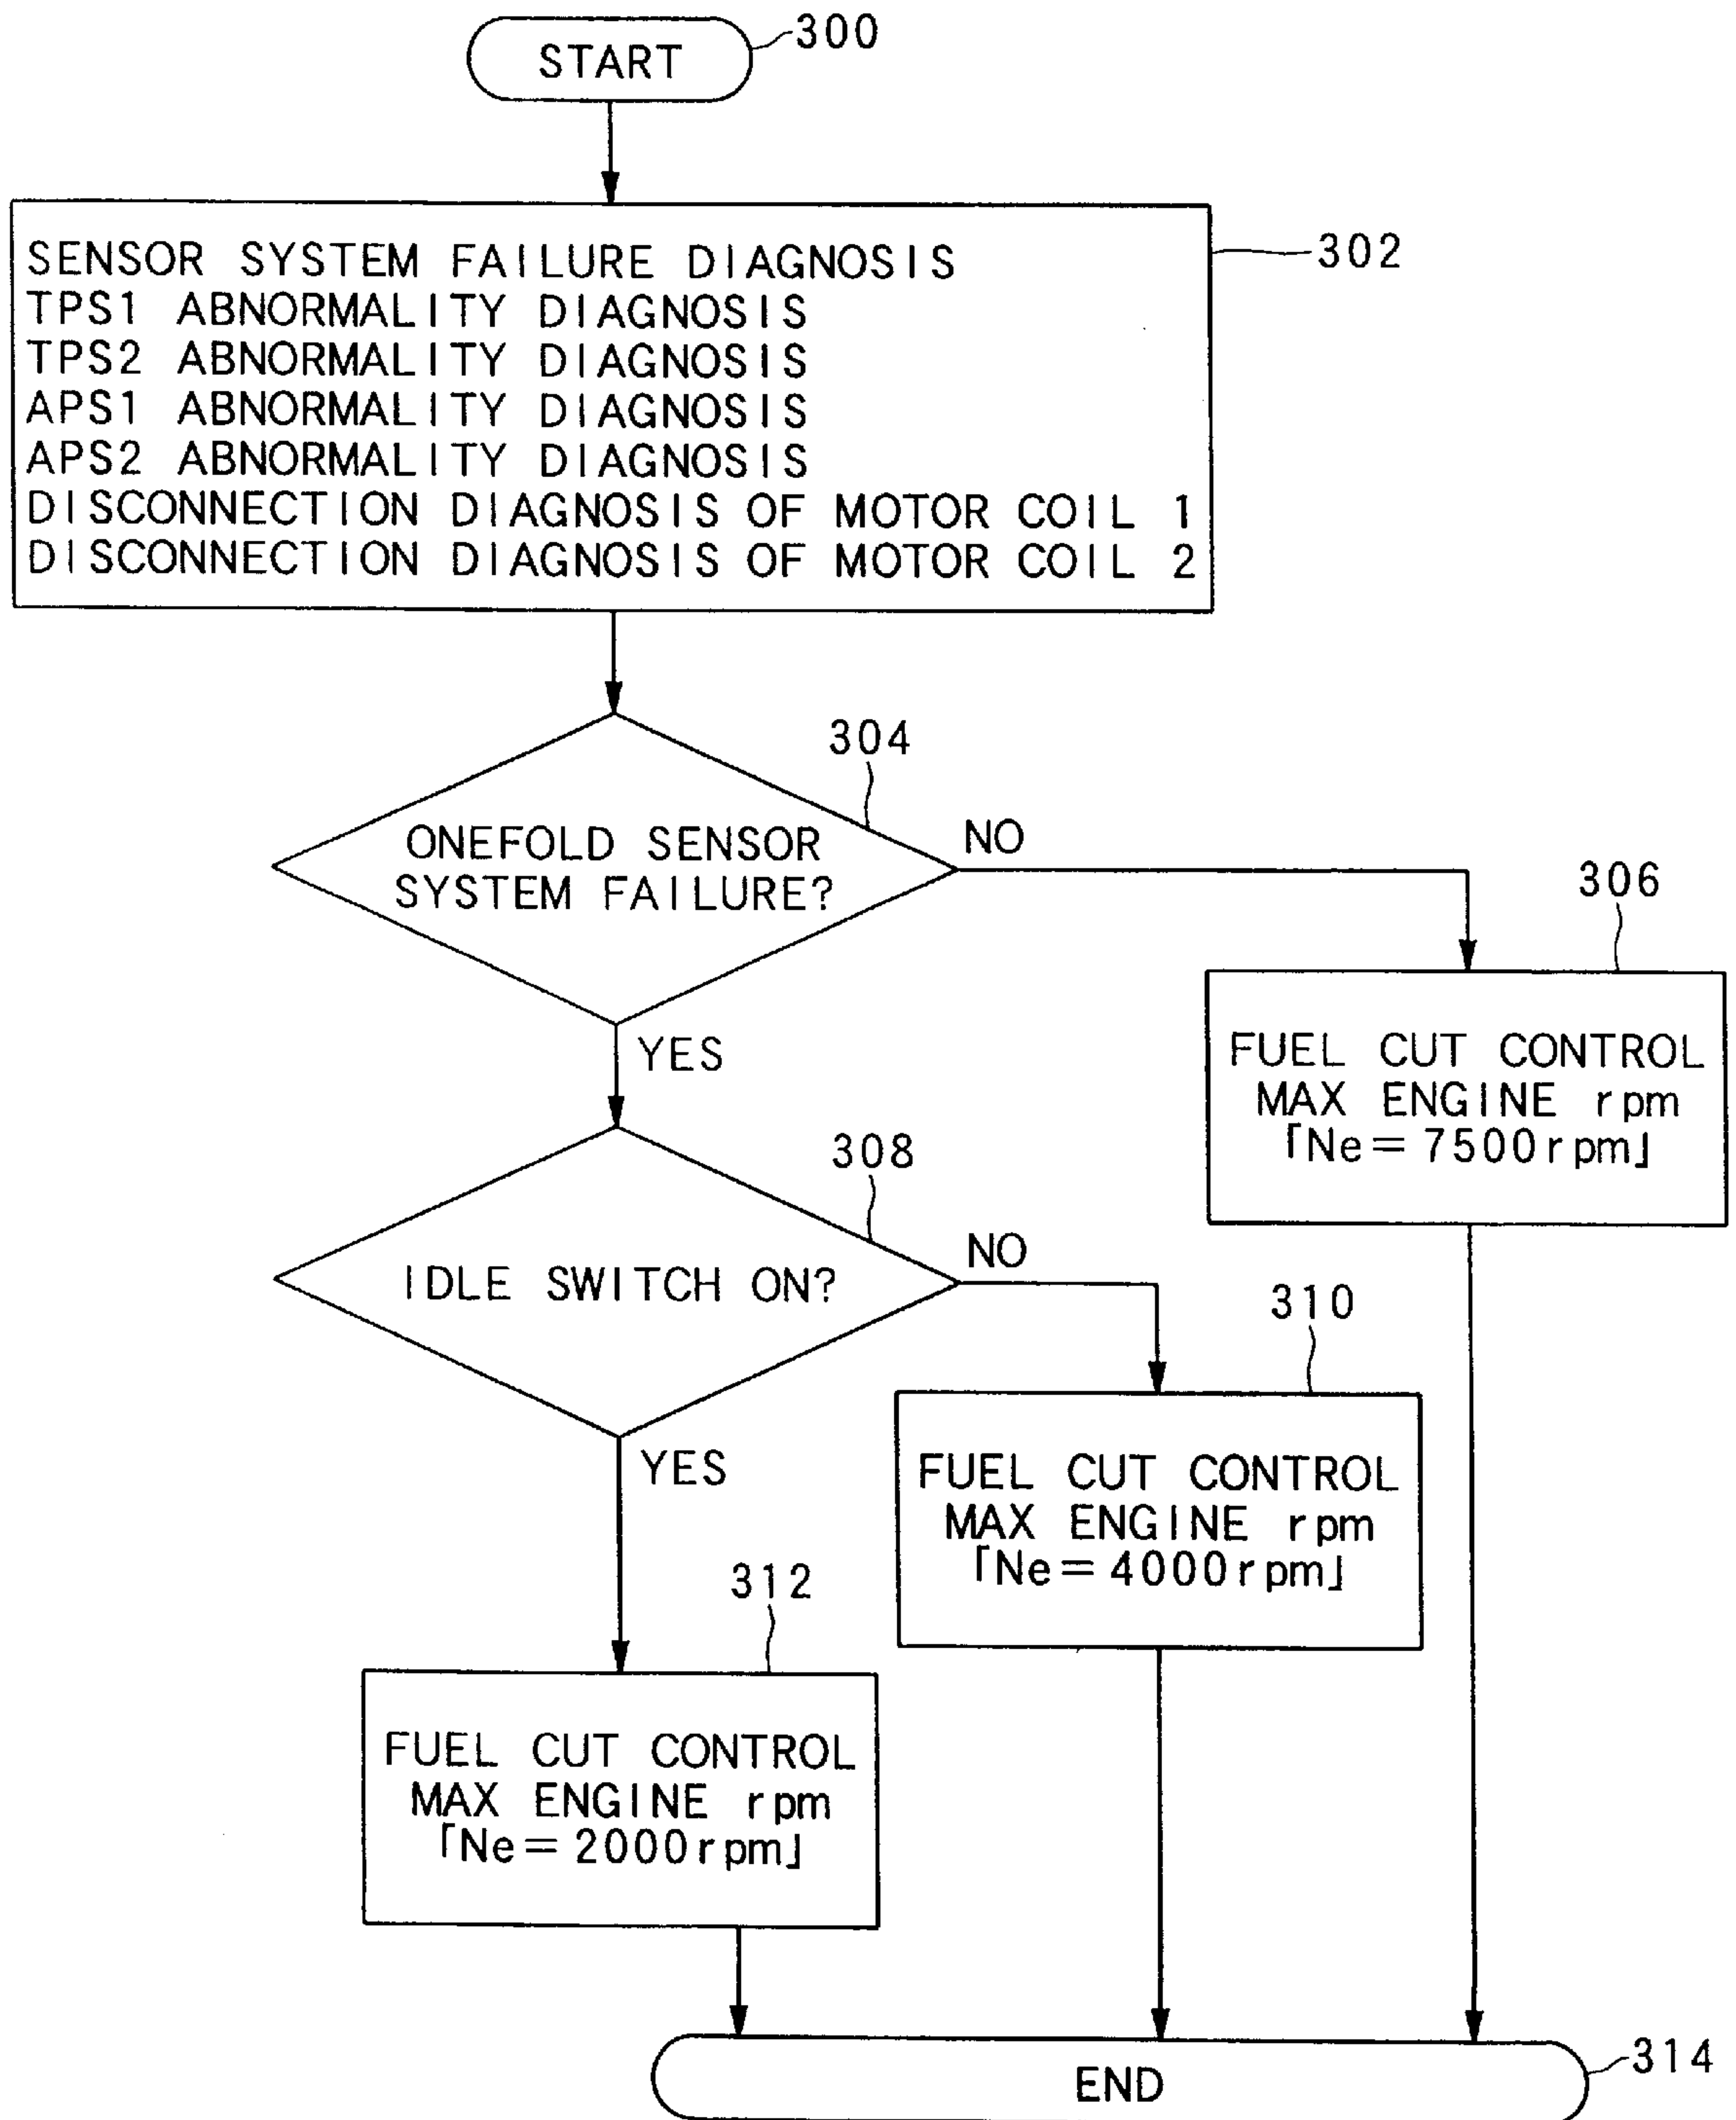 START
300
302
SENSOR SYSTEM FAILURE DIAGNOSIS
TPS1 ABNORMALITY DIAGNOSIS
TPS2 ABNORMALITY DIAGNOSIS
APS1 ABNORMALITY DIAGNOSIS
APS2 ABNORMALITY DIAGNOSIS
DISCONNECTION DIAGNOSIS OF MOTOR COIL 1
DISCONNECTION DIAGNOSIS OF MOTOR COIL 2
304
ONEFOLD SENSOR
SYSTEM FAILURE?
NO
YES
306
FUEL CUT CONTROL
MAX ENGINE rpm
「Ne=7500rpm」
308
IDLE SWITCH ON?
NO
YES
310
FUEL CUT CONTROL
MAX ENGINE rpm
「Ne=4000rpm」
312
FUEL CUT CONTROL
MAX ENGINE rpm
「Ne=2000rpm」
END
314